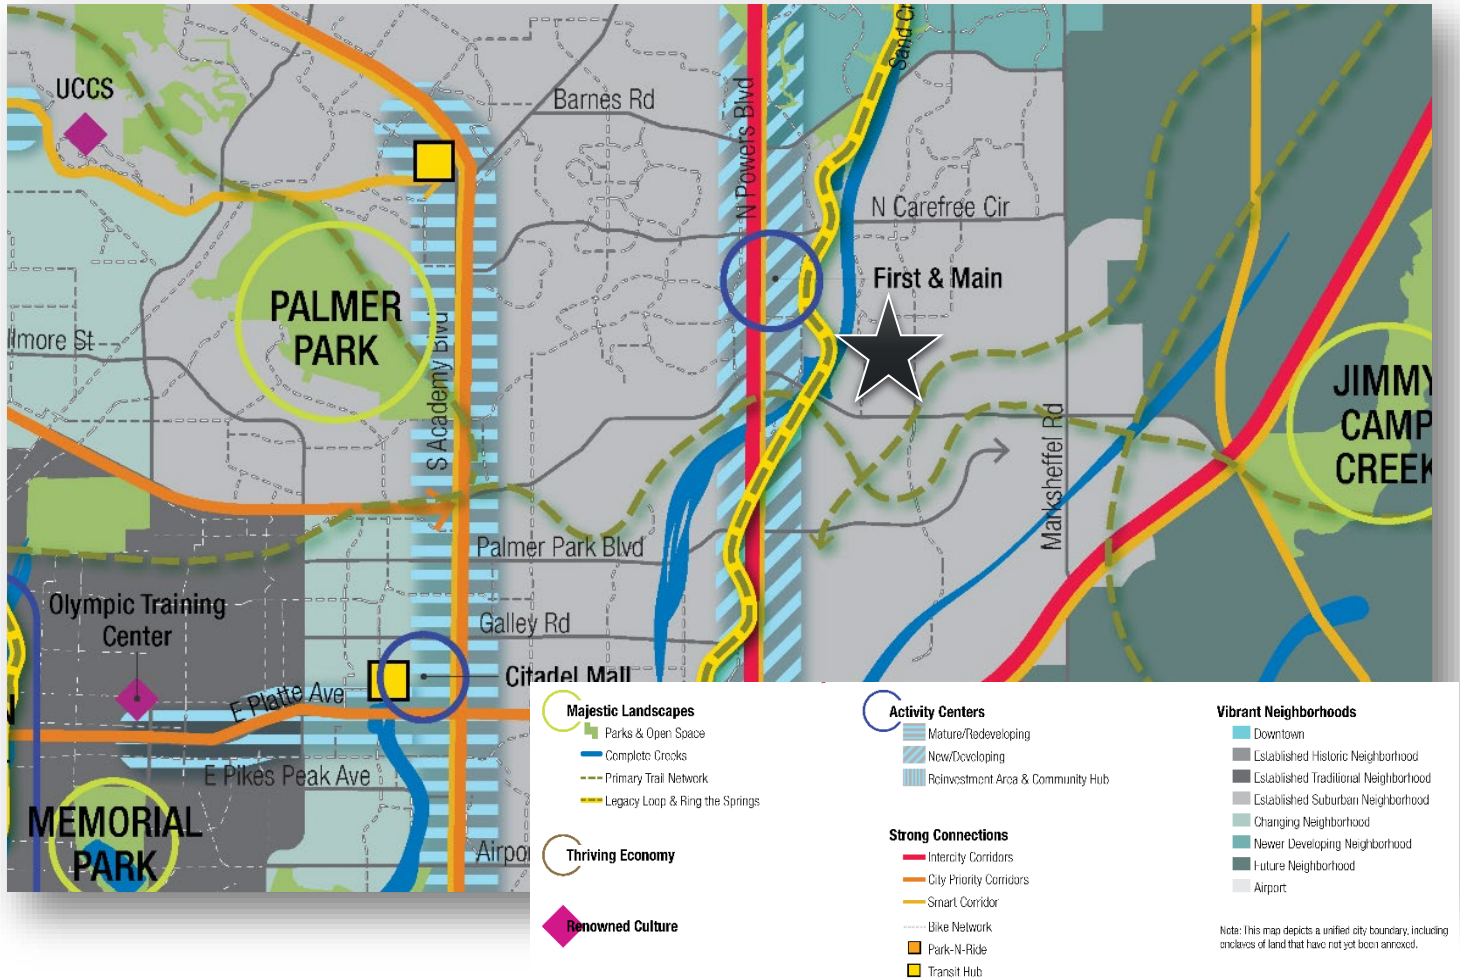 UCCS
Barnes Rd
N Powers Blvd
Sand Cr
N Carefree Cir
First & Main
PALMER
PARK
llmore St
S Academy Blvd
JIMMY
CAMP
CREEK
Marksheffel Rd
Palmer Park Blvd
Olympic Training
Center
Galley Rd
Citadel Mall
E Platte Ave
E Pikes Peak Ave
MEMORIAL
PARK
Airpo
N
Majestic Landscapes
Parks & Open Space
Complete Creeks
Primary Trail Network
Legacy Loop & Ring the Springs
Thriving Economy
Renowned Culture
Activity Centers
Mature/Redeveloping
New/Developing
Reinvestment Area & Community Hub
Strong Connections
Intercity Corridors
City Priority Corridors
Smart Corridor
Bike Network
Park-N-Ride
Transit Hub
Vibrant Neighborhoods
Downtown
Established Historic Neighborhood
Established Traditional Neighborhood
Established Suburban Neighborhood
Changing Neighborhood
Newer Developing Neighborhood
Future Neighborhood
Airport
Note: This map depicts a unified city boundary, including
enclaves of land that have not yet been annexed.